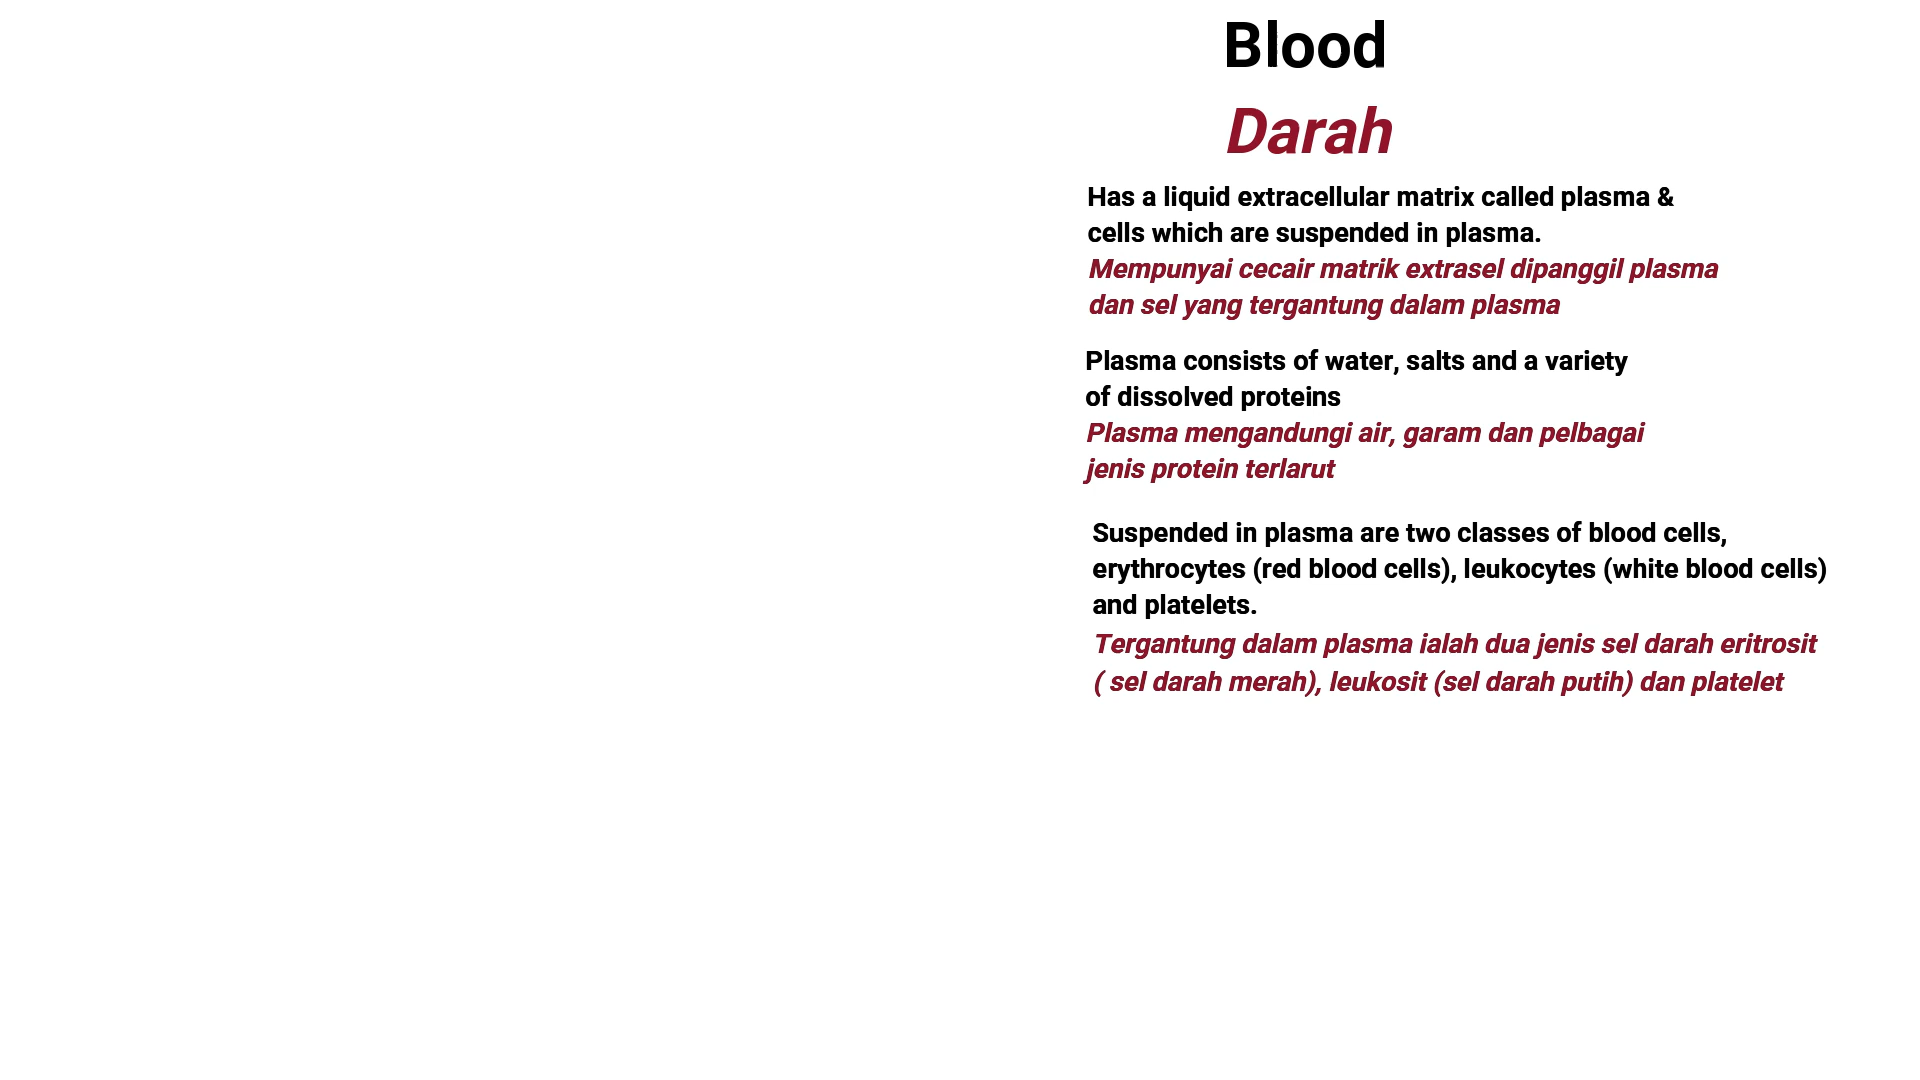 Blood
Darah
Has a liquid extracellular matrix called plasma &
cells which are suspended in plasma.
Mempunyai cecair matrik extrasel dipanggil plasma
dan sel yang tergantung dalam plasma
Plasma consists of water, salts and a variety
of dissolved proteins
Plasma mengandungi air, garam dan pelbagai
jenis protein terlarut
Suspended in plasma are two classes of blood cells,
erythrocytes (red blood cells), leukocytes (white blood cells)
and platelets.
Tergantung dalam plasma ialah dua jenis sel darah eritrosit
( sel darah merah), leukosit (sel darah putih) dan platelet